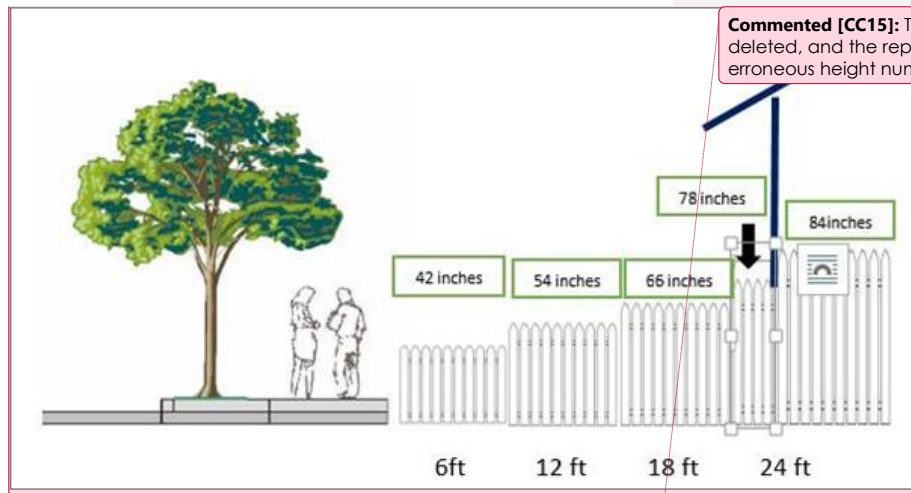 Commented [CC15]: T
deleted, and the rep
erroneous height num
78 inches
84inches
42 inches
54 inches
66 inches
6ft
12 ft
18 ft
24 ft